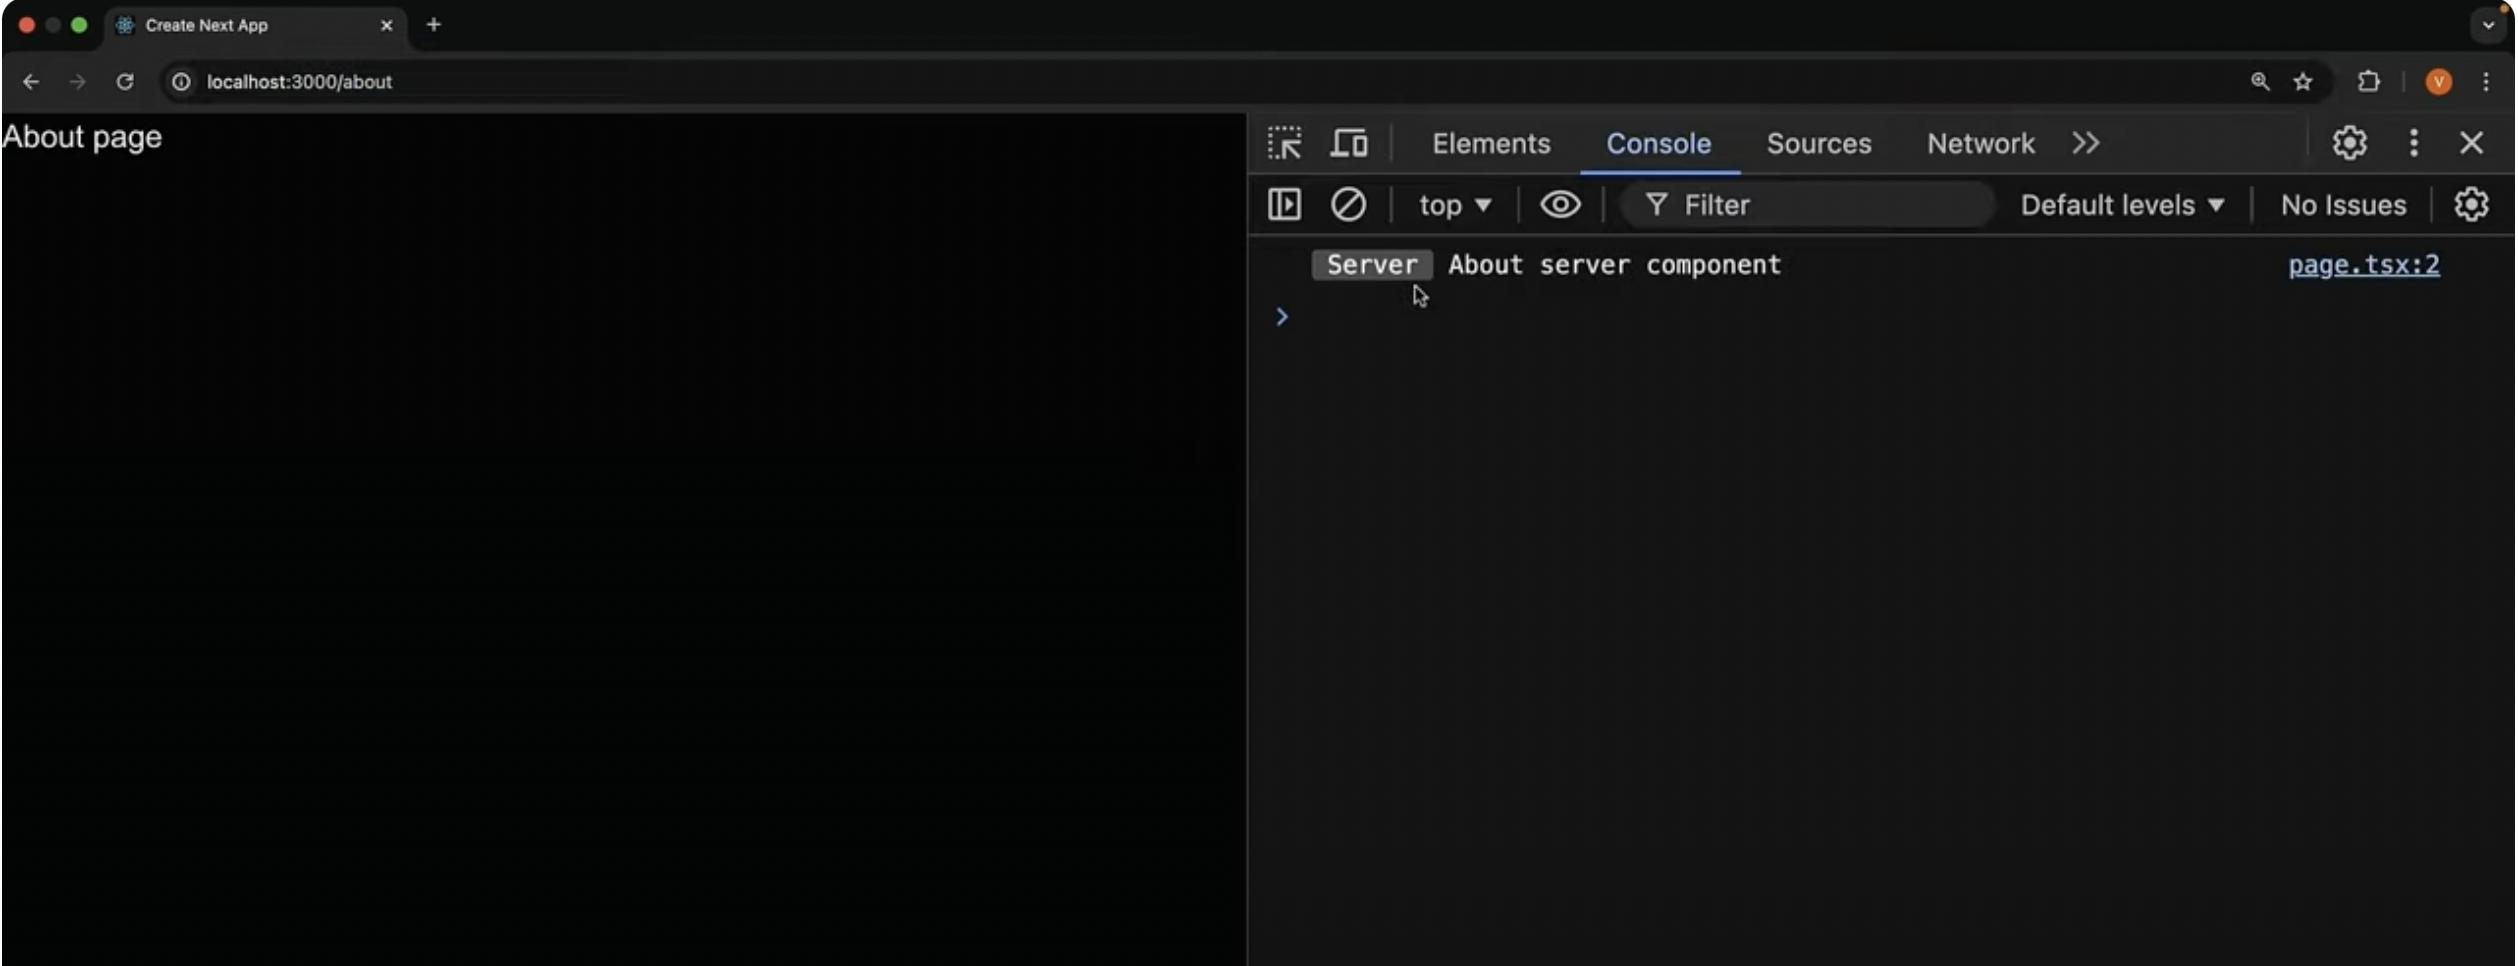 Create Next App
localhost:3000/about
V
About page
Elements Console Sources Network
top Filter Default levels No Issues
Server About server component page.tsx:2